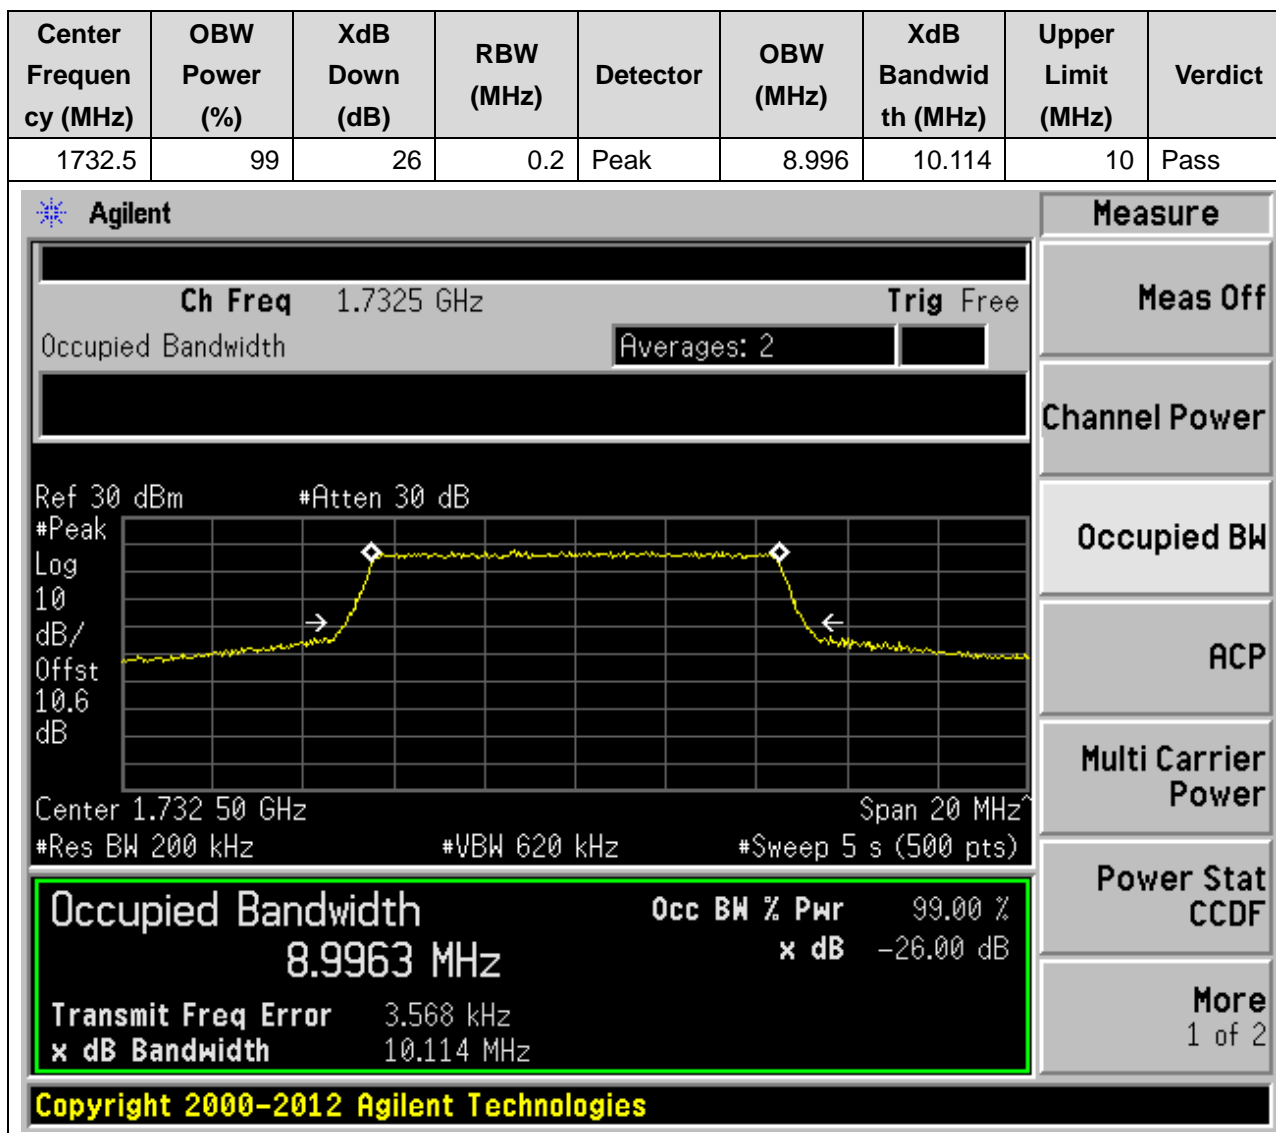 Center Frequen cy (MHz)	OBW Power (%)	XdB Down (dB)	RBW (MHz)	Detector	OBW (MHz)	XdB Bandwid th (MHz)	Upper Limit (MHz)	Verdict
1732.5	99	26	0.2	Peak	8.996	10.114	10	Pass
Agilent
Ch Freq 1.7325 GHz Trig Free
Occupied Bandwidth Averages: 2
Ref 30 dBm #Atten 30 dB
#Peak
Log
10
dB/
Offst
10.6
dB
Center 1.732 50 GHz Span 20 MHz^
#Res BW 200 kHz #VBW 620 kHz #Sweep 5 s (500 pts)
Occupied Bandwidth Occ BW % Pwr 99.00 %
8.9963 MHz x dB -26.00 dB
Transmit Freq Error 3.568 kHz
x dB Bandwidth 10.114 MHz
Copyright 2000-2012 Agilent Technologies
Measure
Meas Off
Channel Power
Occupied BW
ACP
Multi Carrier
Power
Power Stat
CCDF
More
1 of 2